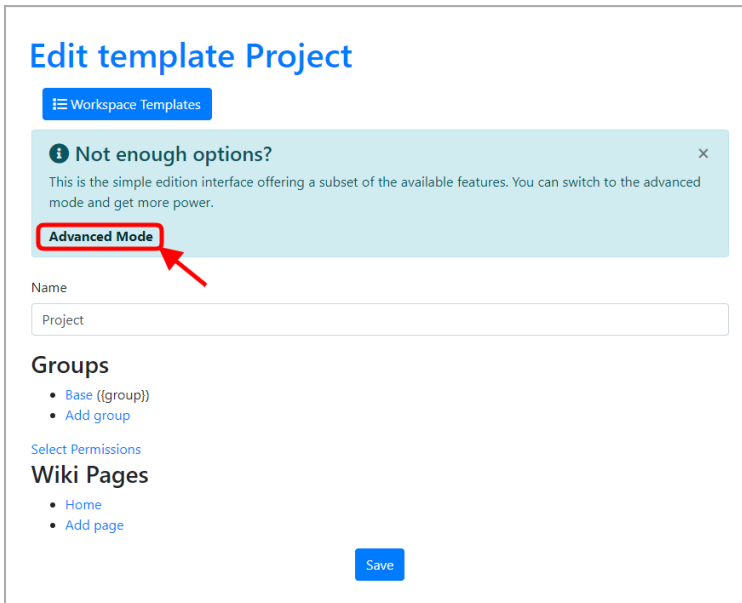 Edit template Project
Workspace Templates
Not enough options?
×
This is the simple edition interface offering a subset of the available features. You can switch to the advanced
mode and get more power.
Advanced Mode
Name
Project
Groups
Base ({group})
Add group
Select Permissions
Wiki Pages
Home
Add page
Save